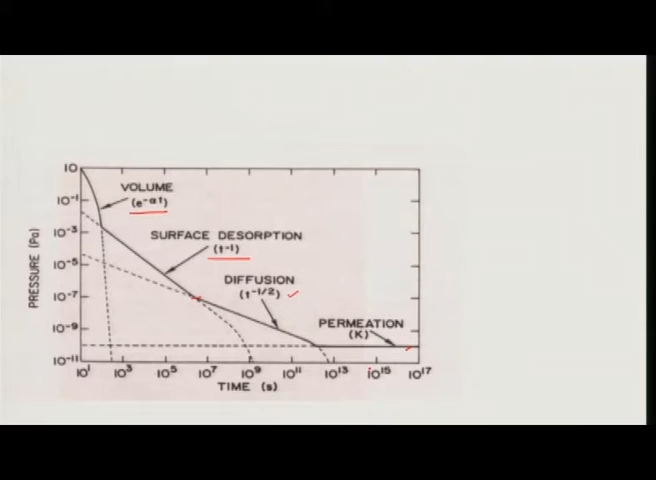 10
VOLUME
10⁻¹
(e⁻ᵅᵗ)
10⁻³
SURFACE DESORPTION
(t⁻¹)
PRESSURE (Pa)
10⁻⁵
DIFFUSION
(t⁻¹/²)
10⁻⁷
PERMEATION
(K)
10⁻⁹
10⁻¹¹
10¹ 10³ 10⁵ 10⁷ 10⁹ 10¹¹ 10¹³ 10¹⁵ 10¹⁷
TIME (s)